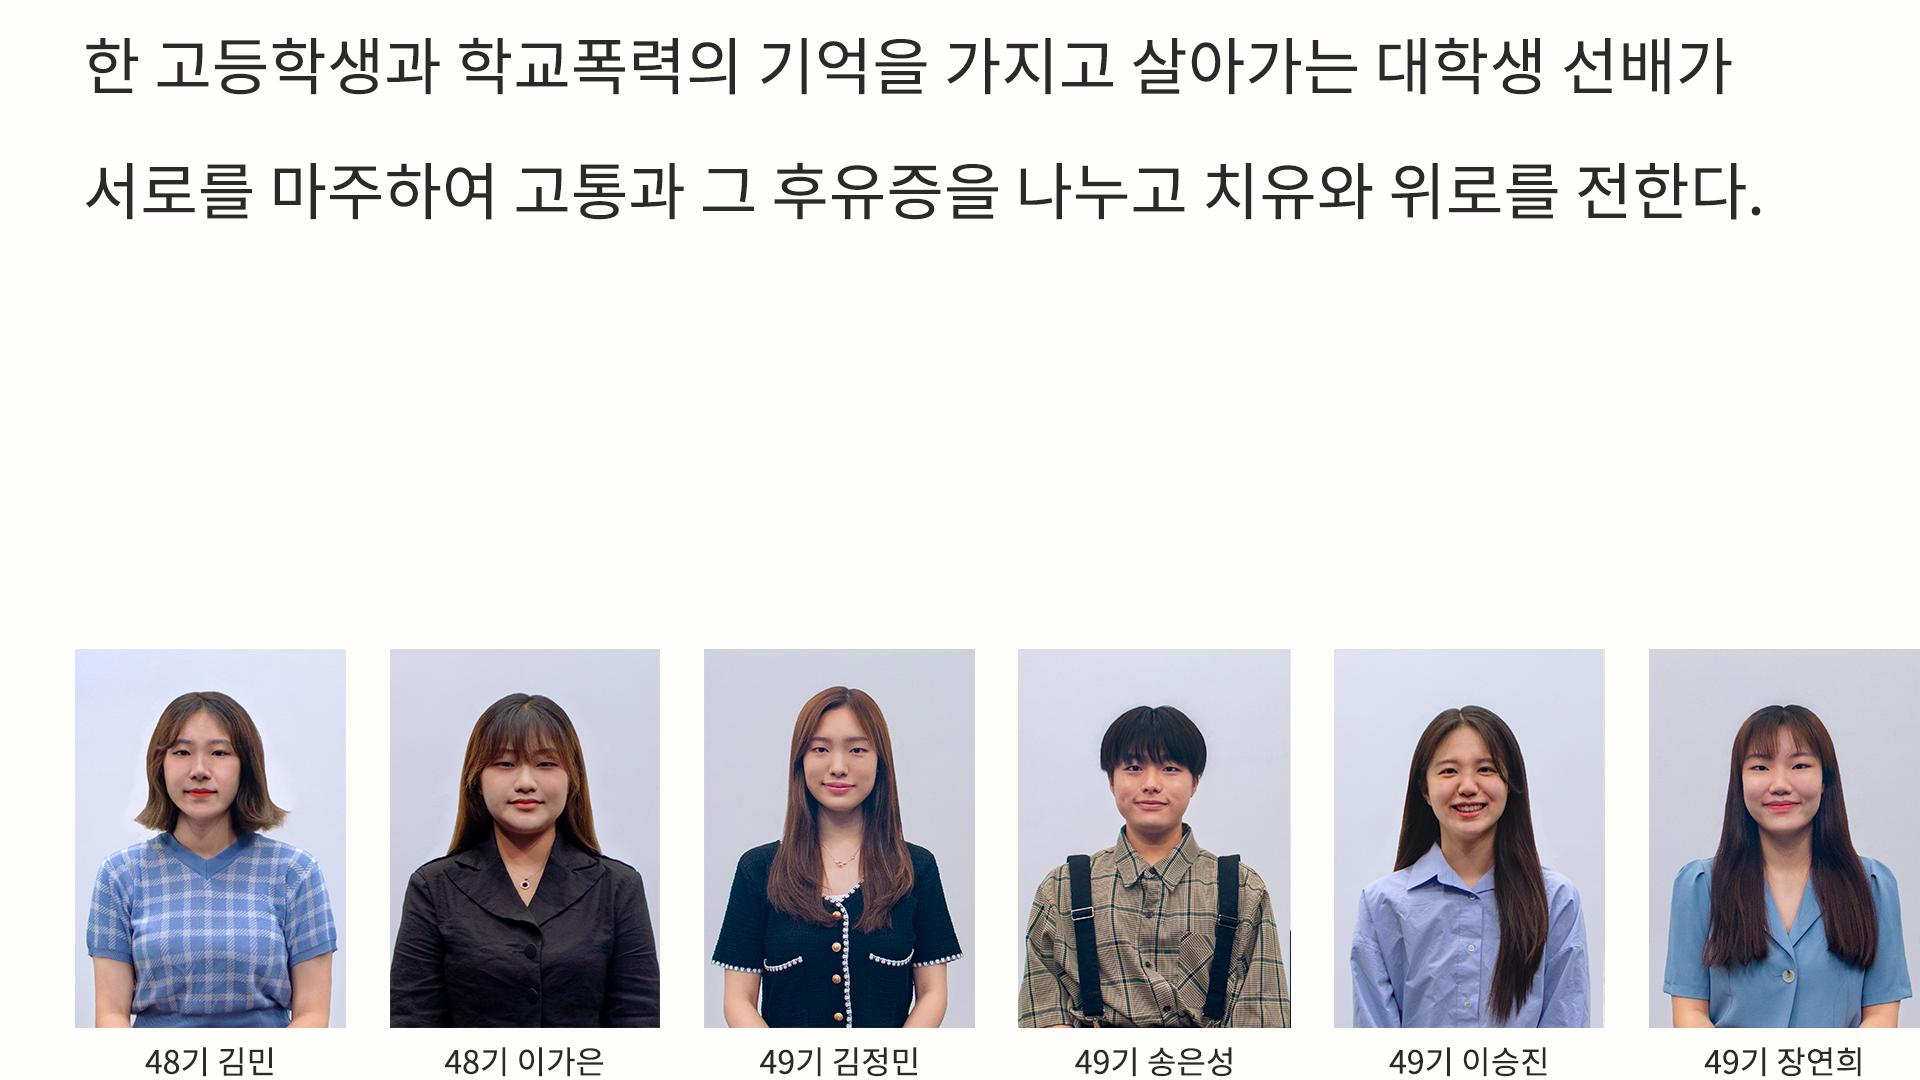 한 고등학생과 학교폭력의 기억을 가지고 살아가는 대학생 선배가
서로를 마주하여 고통과 그 후유증을 나누고 치유와 위로를 전한다.
48기 김민
48기 이가은
49기 김정민
49기 송은성
49기 이승진
49기 장연희